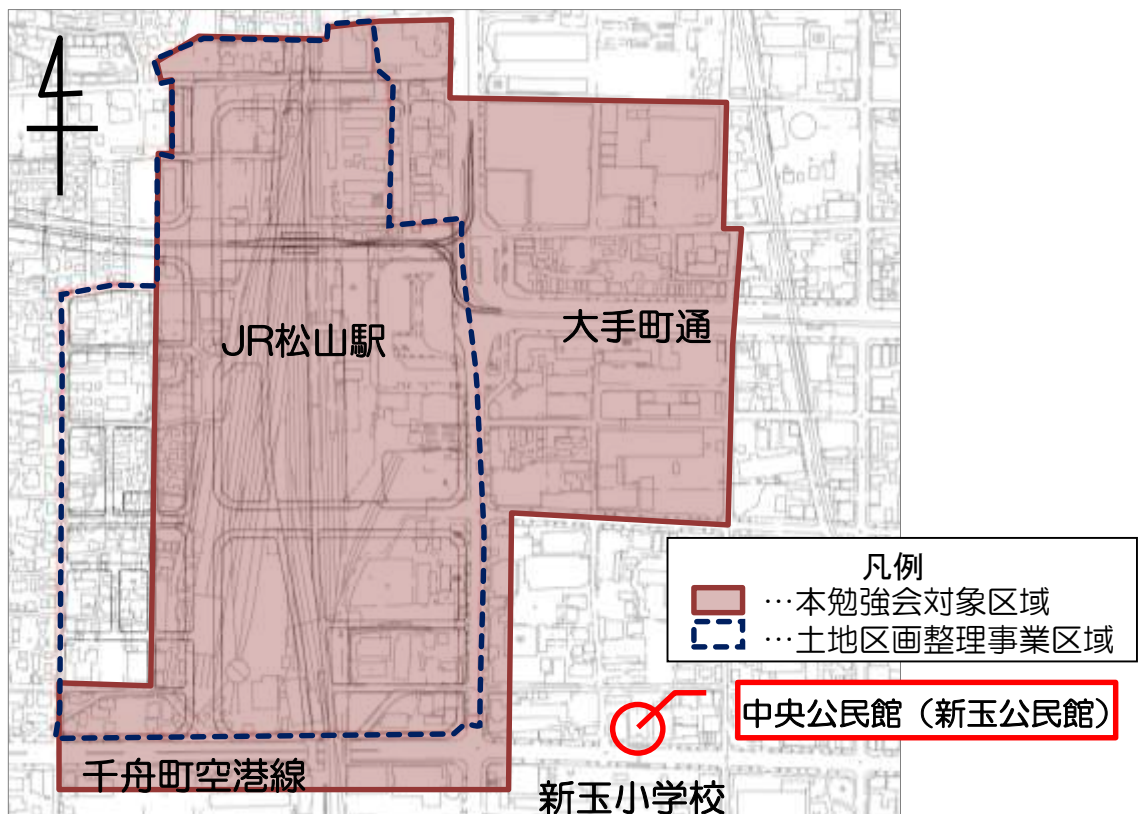 JR松山駅
大手町通
凡例
…本勉強会対象区域
…土地区画整理事業区域
中央公民館（新玉公民館）
千舟町空港線
新玉小学校